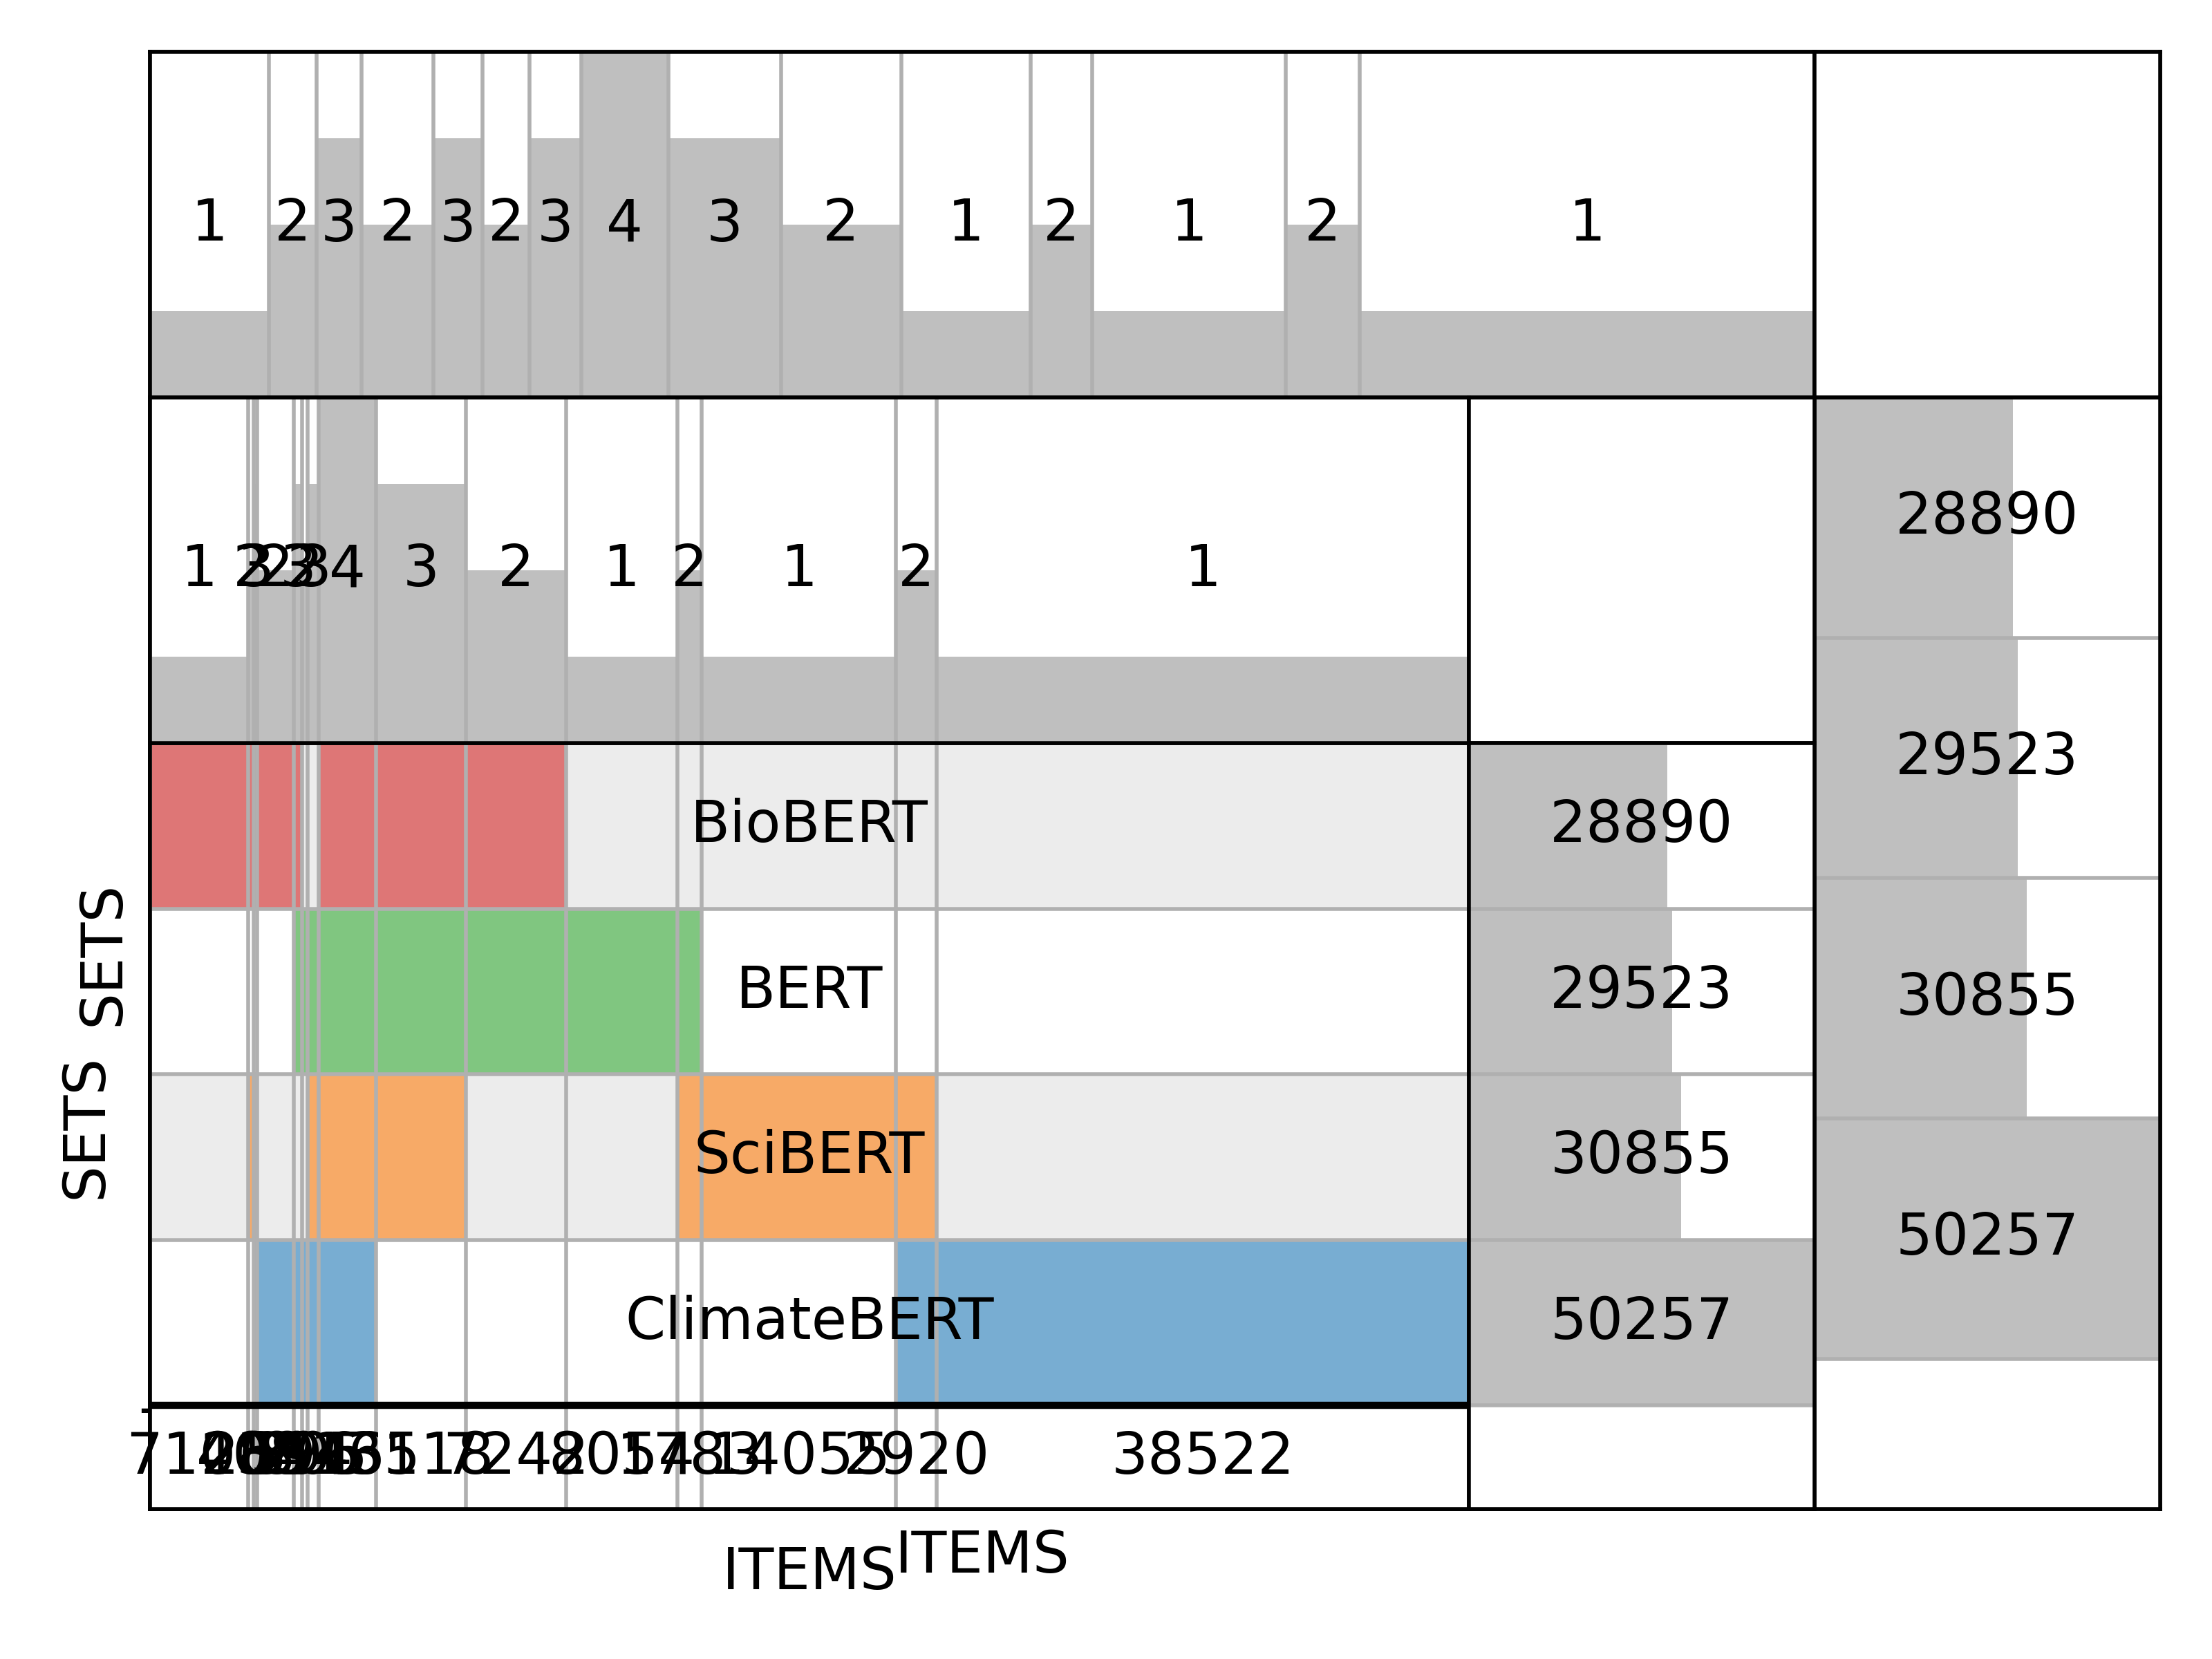 1 2 3 2 3 2 3 4 3 2 1 2 1 2 1
1 4 3 2 1 2 1 2 1
28890
29523
30855
50257
BioBERT 28890
BERT 29523
SciBERT 30855
ClimateBERT 50257
38522
SETS
SETS
ITEMS
ITEMS